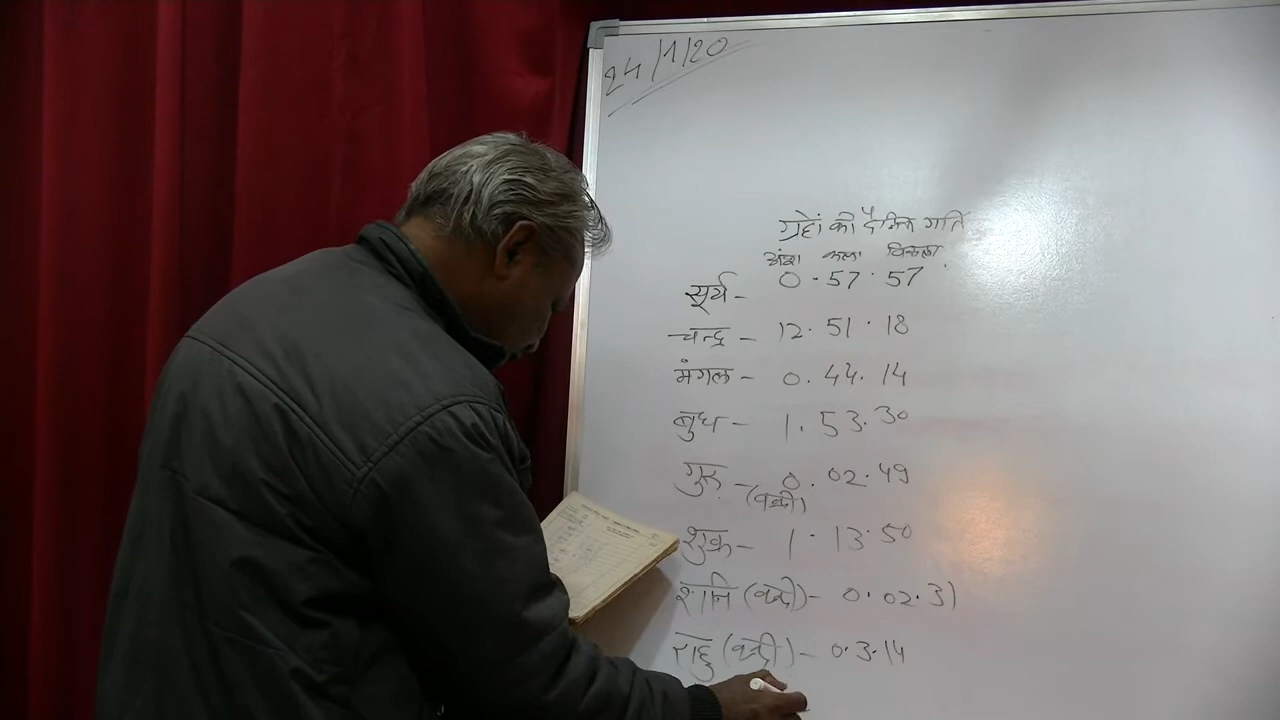 24/1/20
ग्रहों की दैनिक गति
अंश कला विकला
सूर्य - 0 . 57 . 57
चन्द्र - 12 . 51 . 18
मंगल - 0 . 44 . 14
बुध - 1 . 53 . 30
गुरू - 0 . 02 . 49
(वक्री)
शुक्र - 1 . 13 . 50
शनि (वक्री) - 0 . 02 . 31
राहु (वक्री) - 0 . 3 . 14